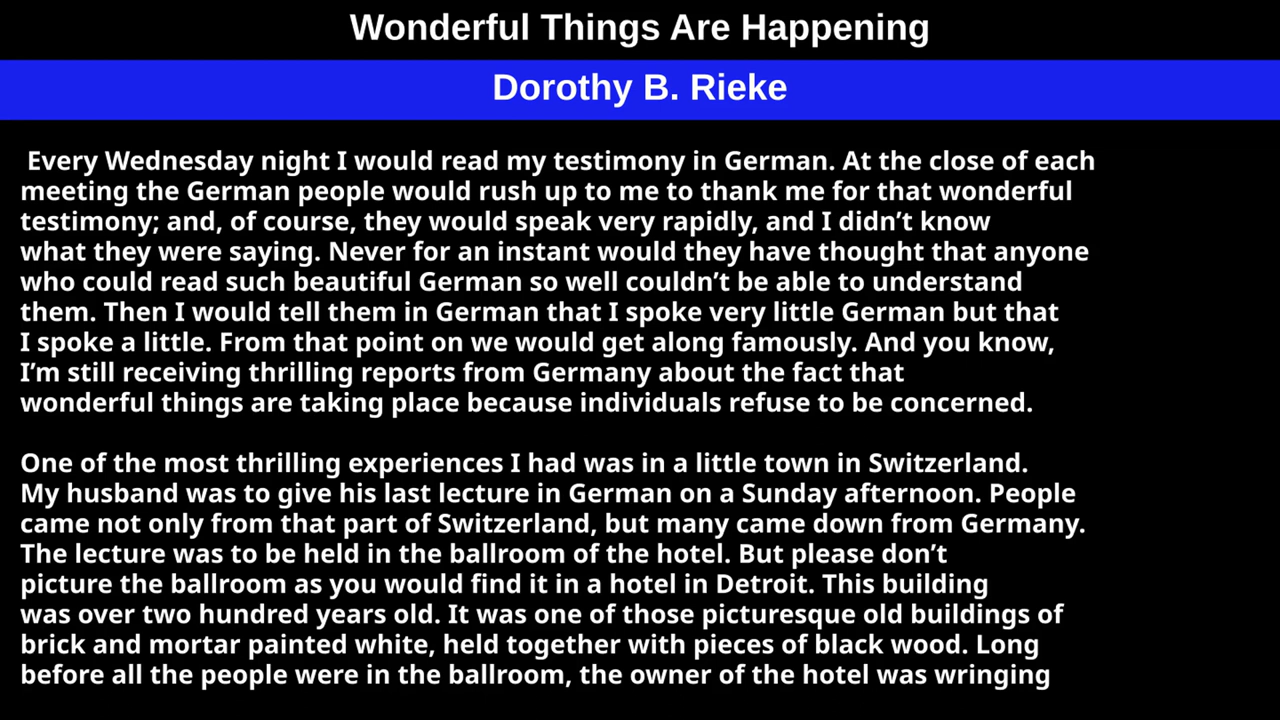 Wonderful Things Are Happening
Dorothy B. Rieke
Every Wednesday night I would read my testimony in German. At the close of each
meeting the German people would rush up to me to thank me for that wonderful
testimony; and, of course, they would speak very rapidly, and I didn’t know
what they were saying. Never for an instant would they have thought that anyone
who could read such beautiful German so well couldn’t be able to understand
them. Then I would tell them in German that I spoke very little German but that
I spoke a little. From that point on we would get along famously. And you know,
I’m still receiving thrilling reports from Germany about the fact that
wonderful things are taking place because individuals refuse to be concerned.
One of the most thrilling experiences I had was in a little town in Switzerland.
My husband was to give his last lecture in German on a Sunday afternoon. People
came not only from that part of Switzerland, but many came down from Germany.
The lecture was to be held in the ballroom of the hotel. But please don’t
picture the ballroom as you would find it in a hotel in Detroit. This building
was over two hundred years old. It was one of those picturesque old buildings of
brick and mortar painted white, held together with pieces of black wood. Long
before all the people were in the ballroom, the owner of the hotel was wringing